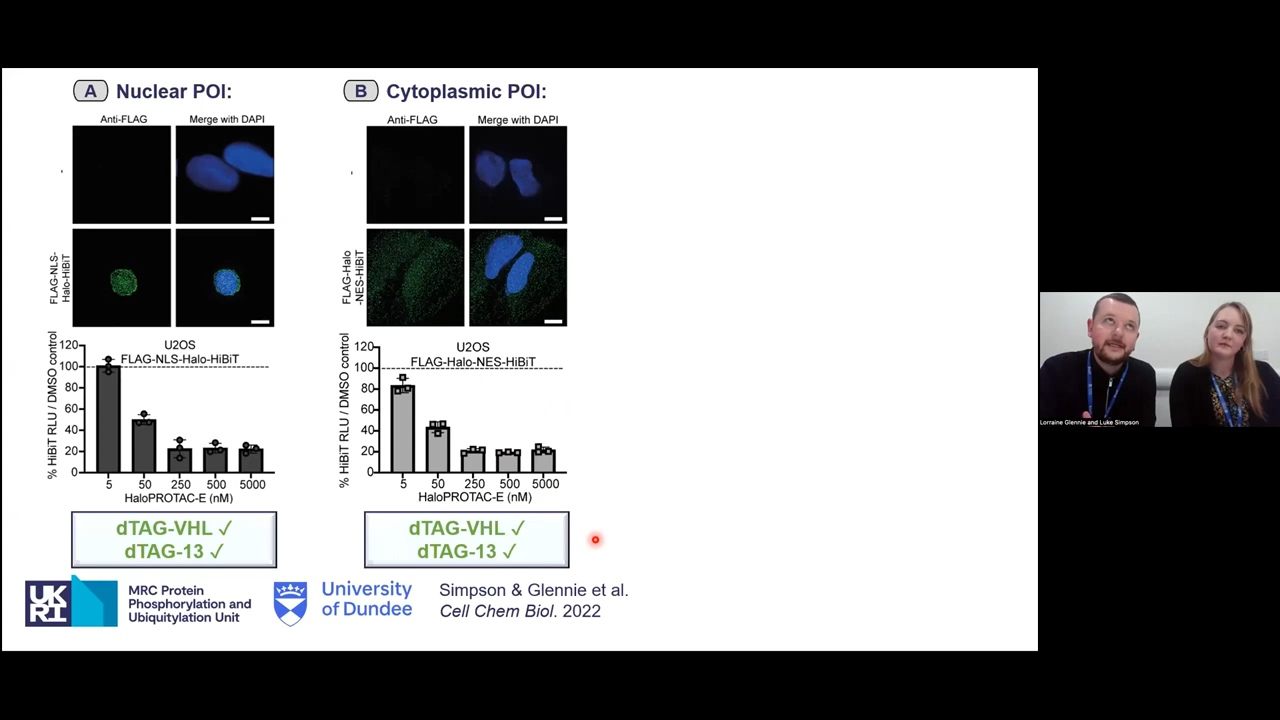 A Nuclear POI:
Anti-FLAG Merge with DAPI
-
FLAG-NLS-
Halo-HiBiT
U2OS
FLAG-NLS-Halo-HiBiT
% HiBiT RLU / DMSO control
120
100
80
60
40
20
0
5 50 250 500 5000
HaloPROTAC-E (nM)
dTAG-VHL ✓
dTAG-13 ✓
B Cytoplasmic POI:
Anti-FLAG Merge with DAPI
-
FLAG-Halo
-NES-HiBiT
U2OS
FLAG-Halo-NES-HiBiT
% HiBiT RLU / DMSO control
120
100
80
60
40
20
0
5 50 250 500 5000
HaloPROTAC-E (nM)
dTAG-VHL ✓
dTAG-13 ✓
UK
RI
MRC Protein
Phosphorylation and
Ubiquitylation Unit
University
of Dundee
Simpson & Glennie et al.
Cell Chem Biol. 2022
Lorraine Glennie and Luke Simpson